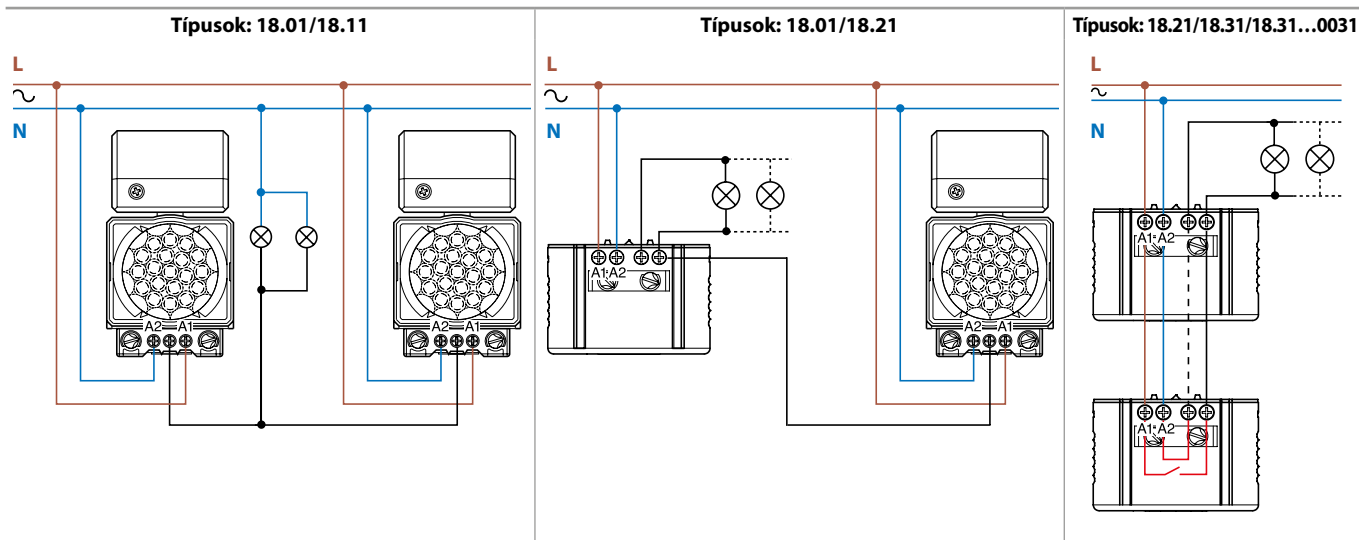 Típusok: 18.01/18.11
L
N
A2 A1
A2 A1
Típusok: 18.01/18.21
L
N
A1 A2
A2 A1
Típusok: 18.21/18.31/18.31…0031
L
N
A1 A2
A1 A2